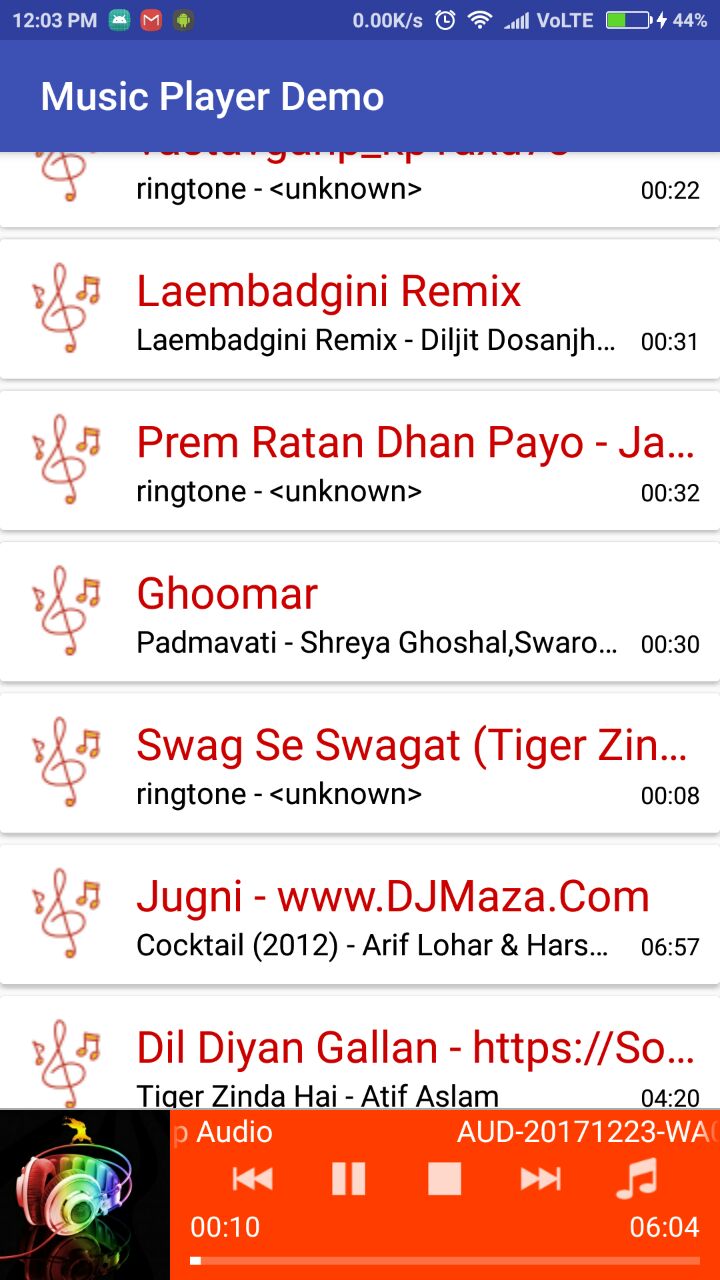 12:03 PM 0.00K/s VoLTE 44%
Music Player Demo
ringtone - <unknown> 00:22
Laembadgini Remix
Laembadgini Remix - Diljit Dosanjh... 00:31
Prem Ratan Dhan Payo - Ja...
ringtone - <unknown> 00:32
Ghoomar
Padmavati - Shreya Ghoshal,Swaro... 00:30
Swag Se Swagat (Tiger Zin...
ringtone - <unknown> 00:08
Jugni - www.DJMaza.Com
Cocktail (2012) - Arif Lohar & Hars... 06:57
Dil Diyan Gallan - https://So...
Tiger Zinda Hai - Atif Aslam 04:20
p Audio AUD-20171223-WA
00:10 06:04